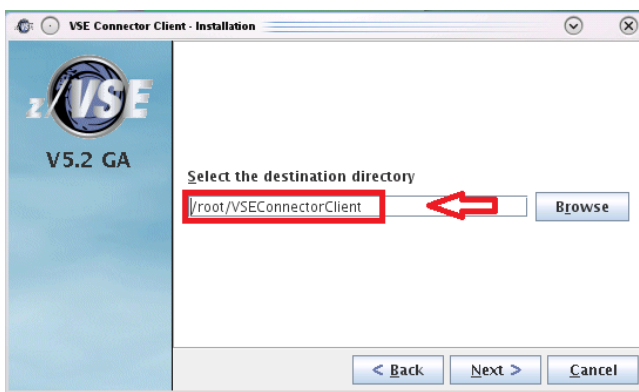 VSE Connector Client - Installation
z/VSE
V5.2 GA
Select the destination directory
/root/VSEConnectorClient
Browse
< Back
Next >
Cancel